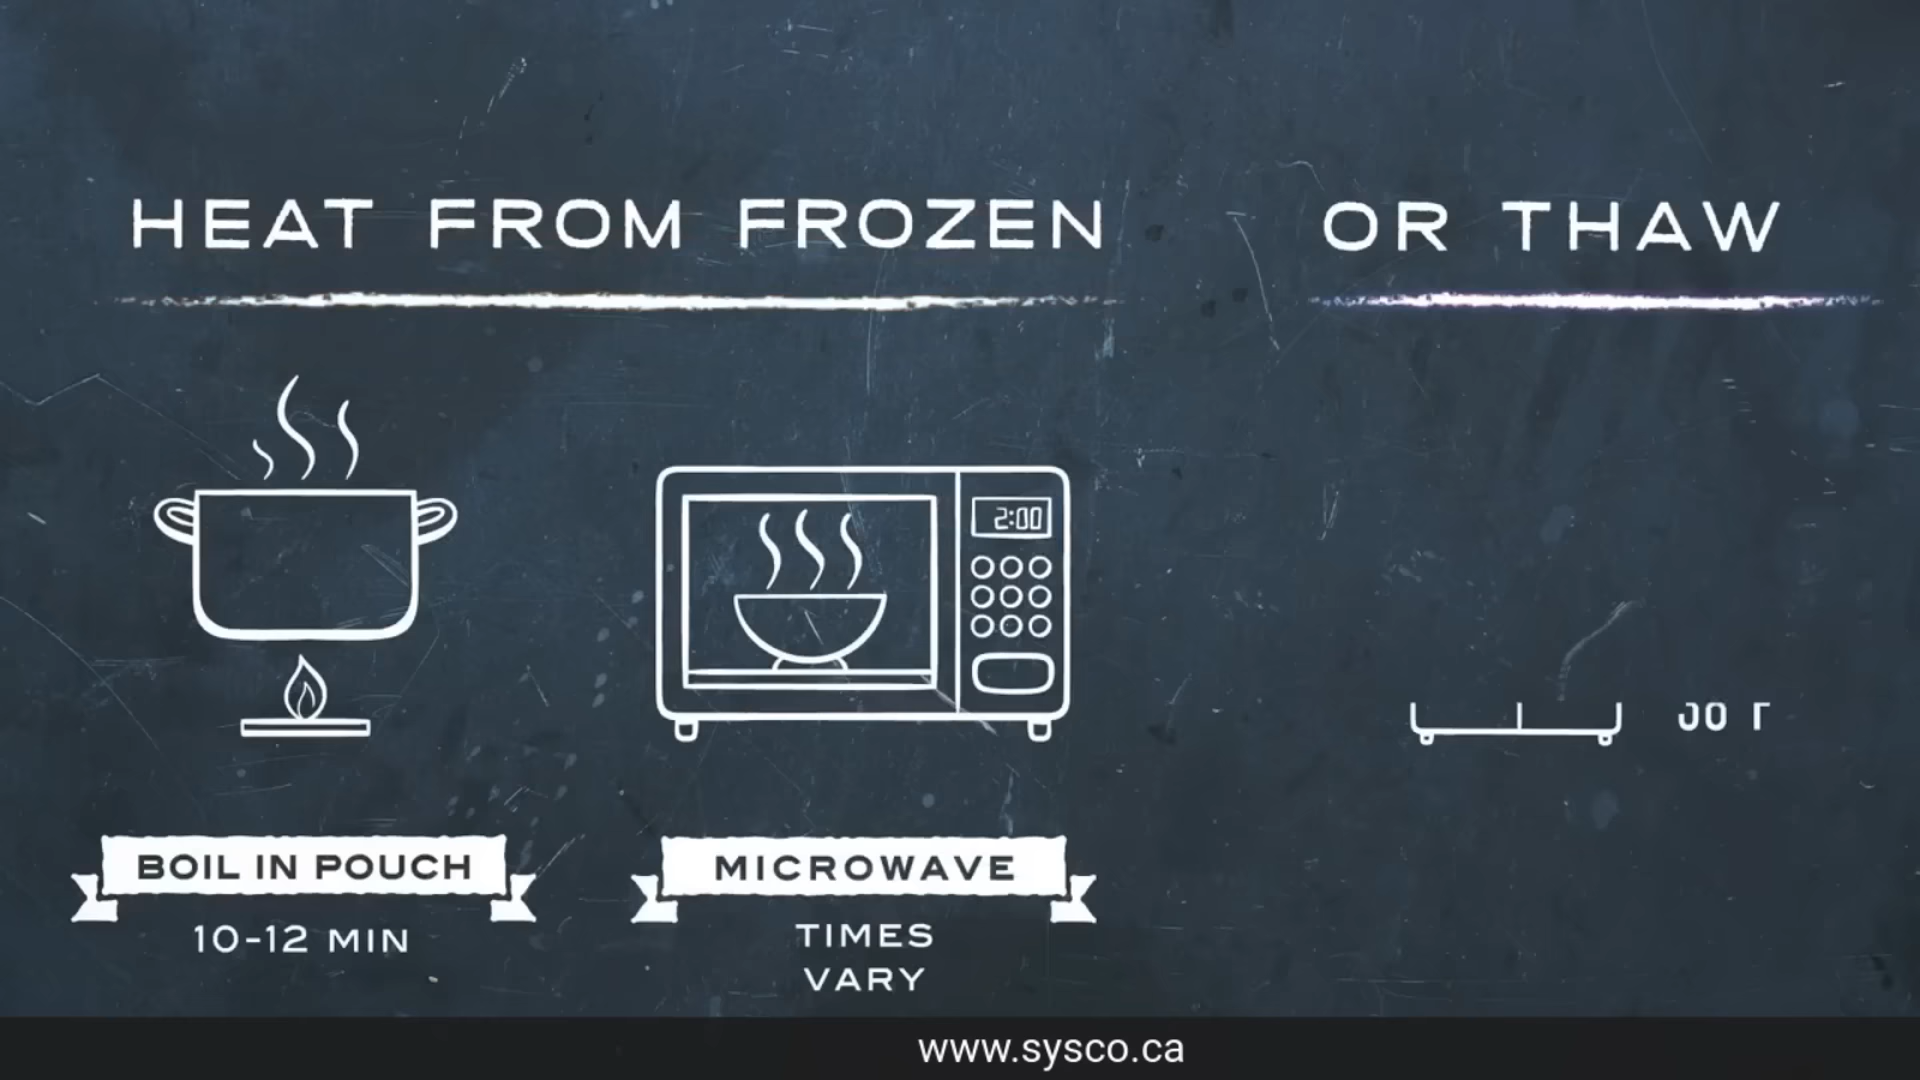 HEAT FROM FROZEN
OR THAW
2:00
BOIL IN POUCH
10-12 MIN
MICROWAVE
TIMES
VARY
www.sysco.ca